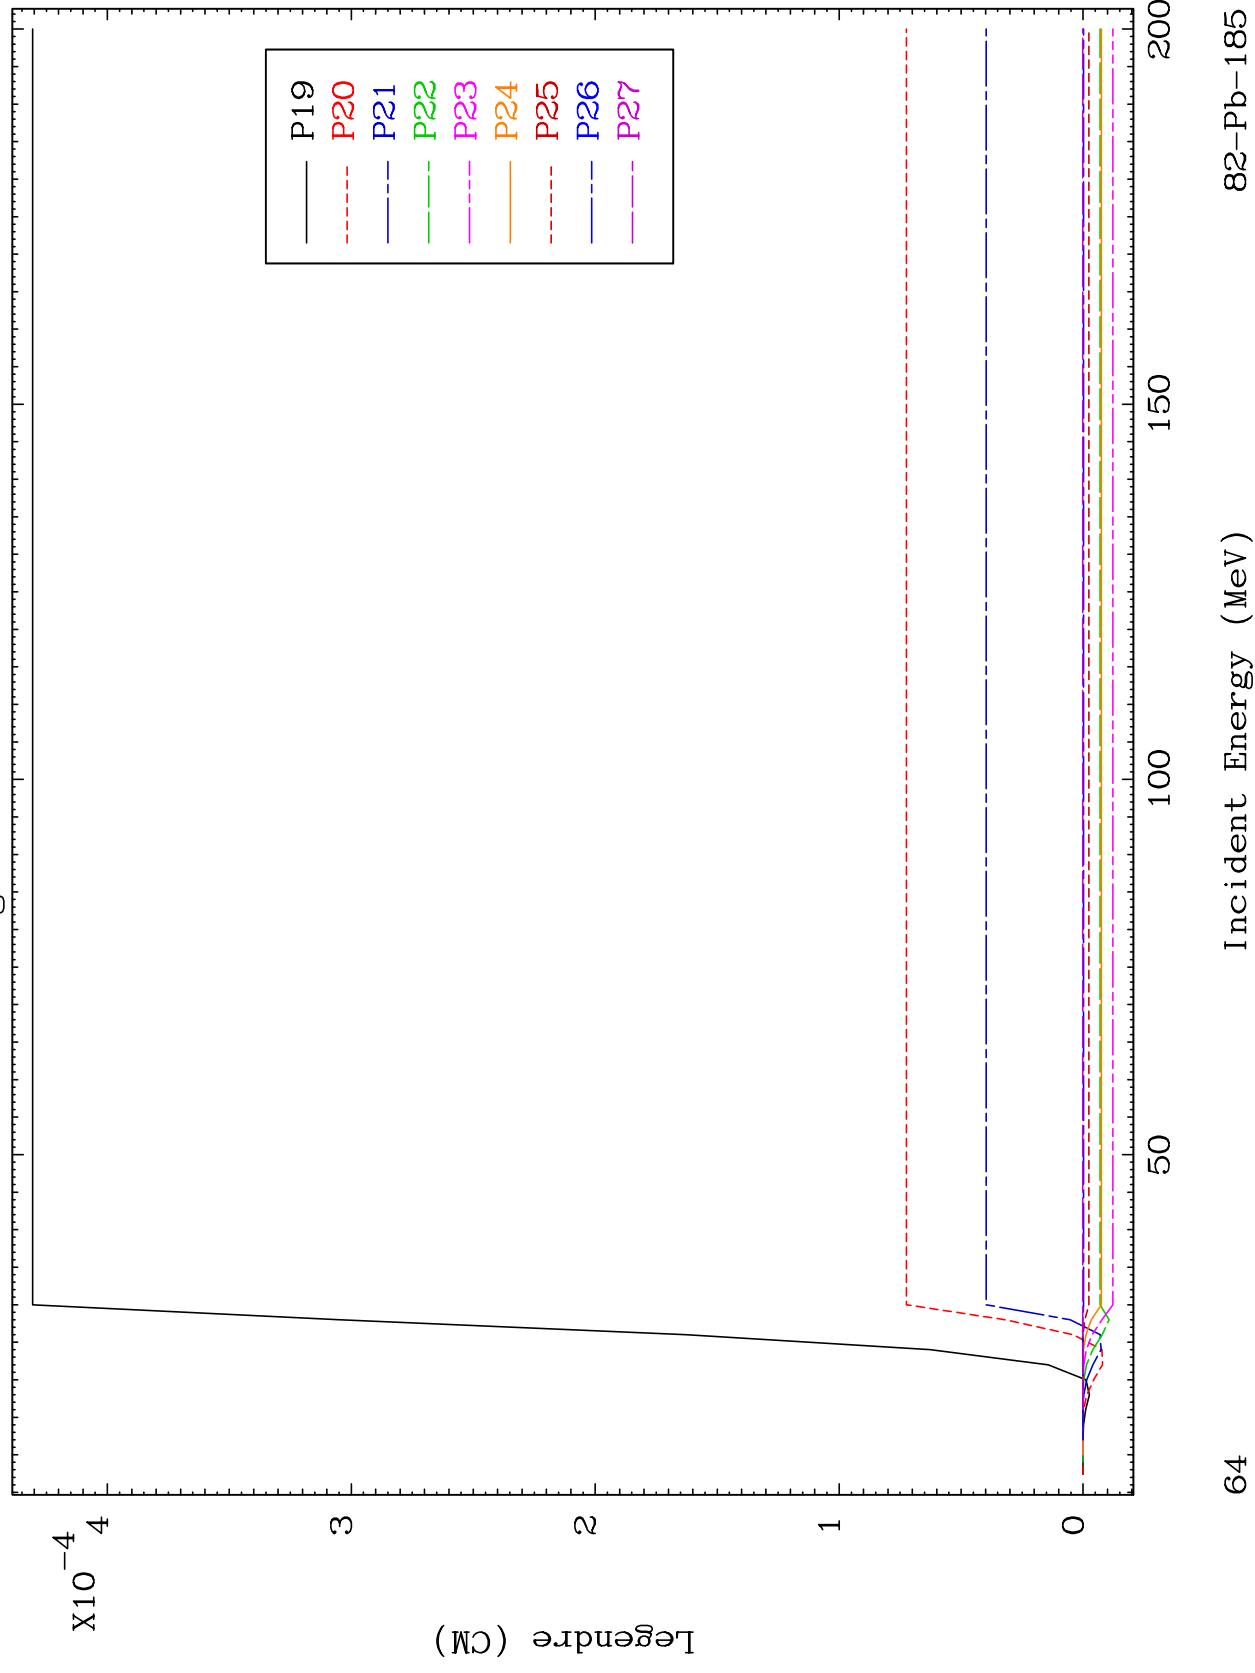 X10-4
4
3
2
1
0
Legendre (CM)
P19
P20
P21
P22
P23
P24
P25
P26
P27
50
100
150
200
Incident Energy (MeV)
64
82-Pb-185